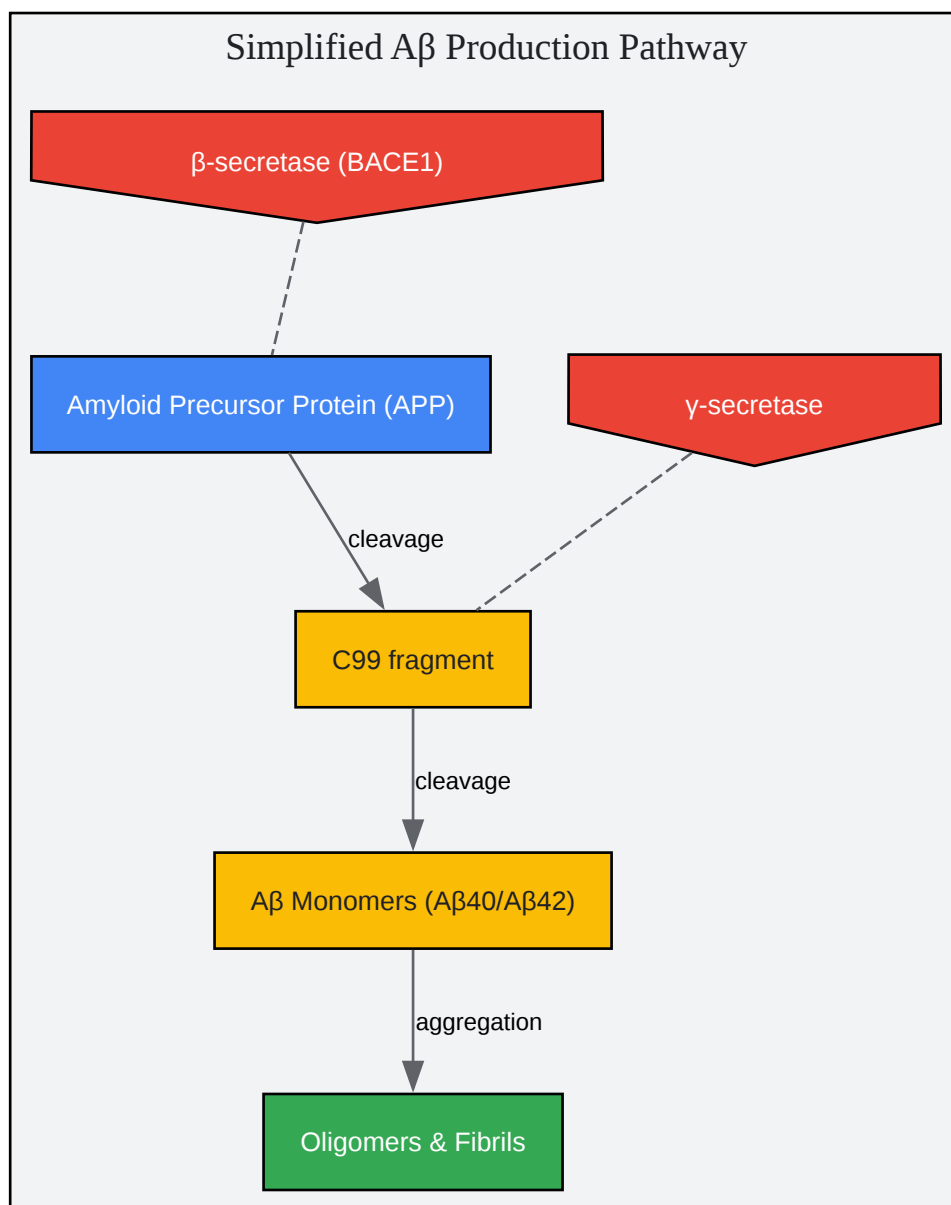 Simplified Aβ Production Pathway
β-secretase (BACE1)
Amyloid Precursor Protein (APP)
γ-secretase
cleavage
C99 fragment
cleavage
Aβ Monomers (Aβ40/Aβ42)
aggregation
Oligomers & Fibrils